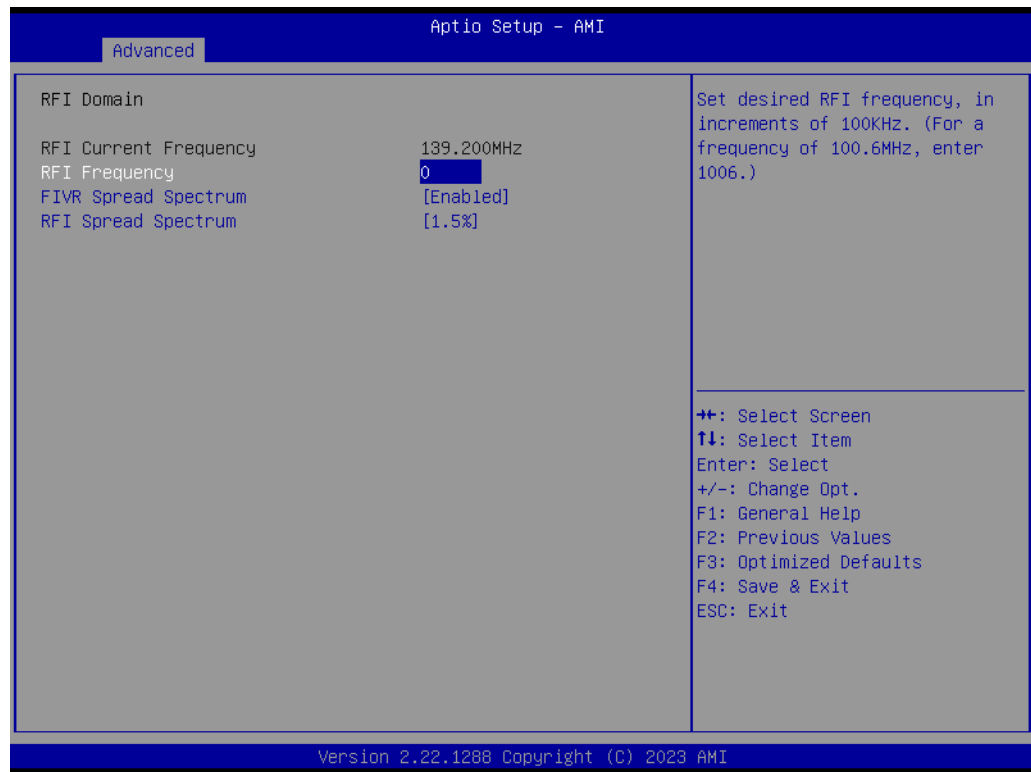 Aptio Setup – AMI
Advanced
RFI Domain
RFI Current Frequency 139.200MHz
RFI Frequency 0
FIVR Spread Spectrum [Enabled]
RFI Spread Spectrum [1.5%]
Set desired RFI frequency, in
increments of 100KHz. (For a
frequency of 100.6MHz, enter
1006.)
→←: Select Screen
↑↓: Select Item
Enter: Select
+/-: Change Opt.
F1: General Help
F2: Previous Values
F3: Optimized Defaults
F4: Save & Exit
ESC: Exit
Version 2.22.1288 Copyright (C) 2023 AMI